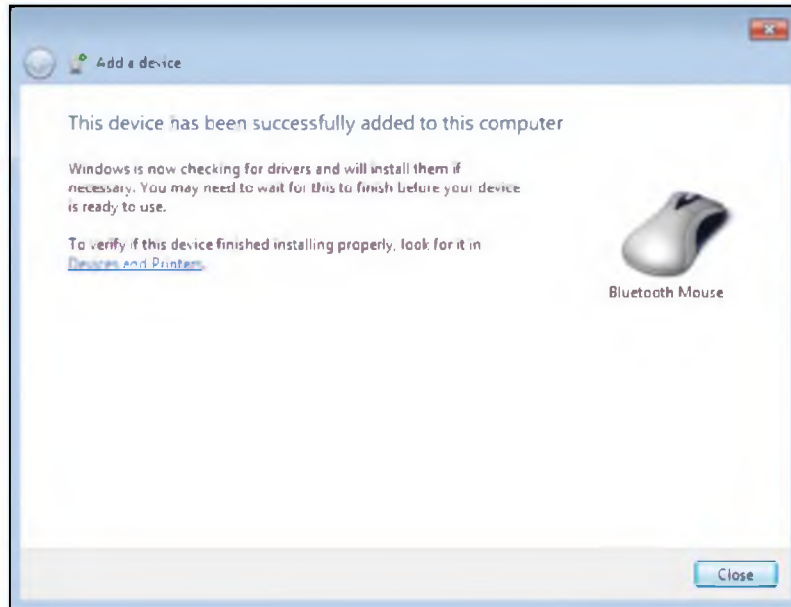 Add a device
This device has been successfully added to this computer
Windows is now checking for drivers and will install them if
necessary. You may need to wait for this to finish before your device
is ready to use.
To verify if this device finished installing properly, look for it in
Devices and Printers.
Bluetooth Mouse
Close